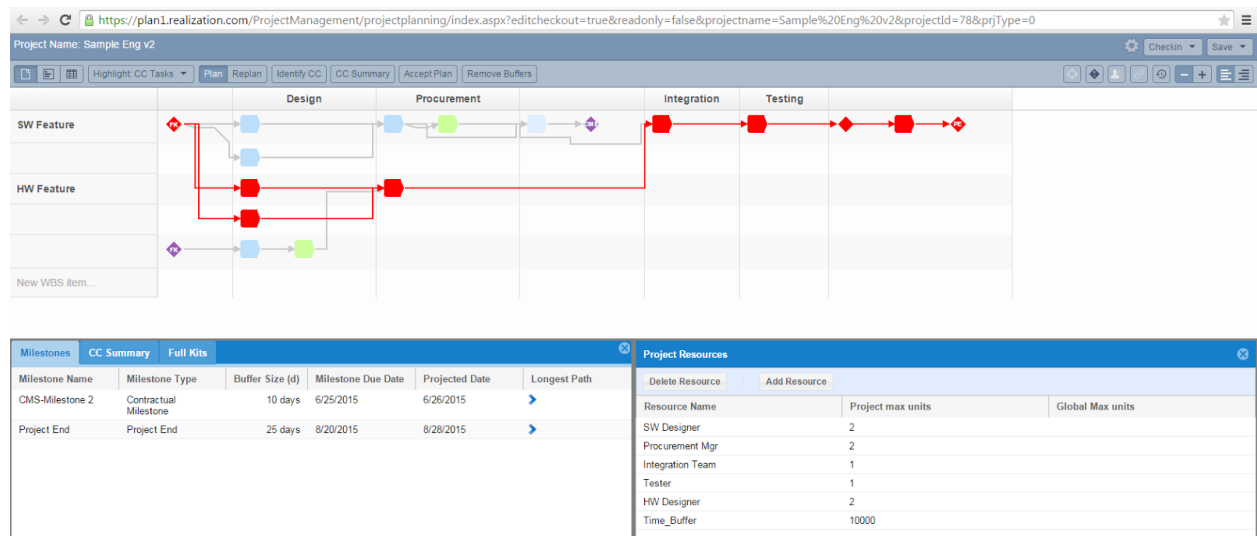 https://plan1.realization.com/ProjectManagement/projectplanning/index.aspx?editcheckout=true&readonly=false&projectname=Sample%20Eng%20v2&projectId=78&prjType=0
Project Name: Sample Eng v2 Checkin Save
Highlight: CC Tasks Plan Replan Identify CC CC Summary Accept Plan Remove Buffers
Design Procurement Integration Testing
SW Feature FK CMS PE
HW Feature
FK
New WBS item...
Milestones CC Summary Full Kits
Milestone Name Milestone Type Buffer Size (d) Milestone Due Date Projected Date Longest Path
CMS-Milestone 2 Contractual Milestone 10 days 6/25/2015 6/26/2015
Project End Project End 25 days 8/20/2015 8/28/2015
Project Resources
Delete Resource Add Resource
Resource Name Project max units Global Max units
SW Designer 2
Procurement Mgr 2
Integration Team 1
Tester 1
HW Designer 2
Time_Buffer 10000